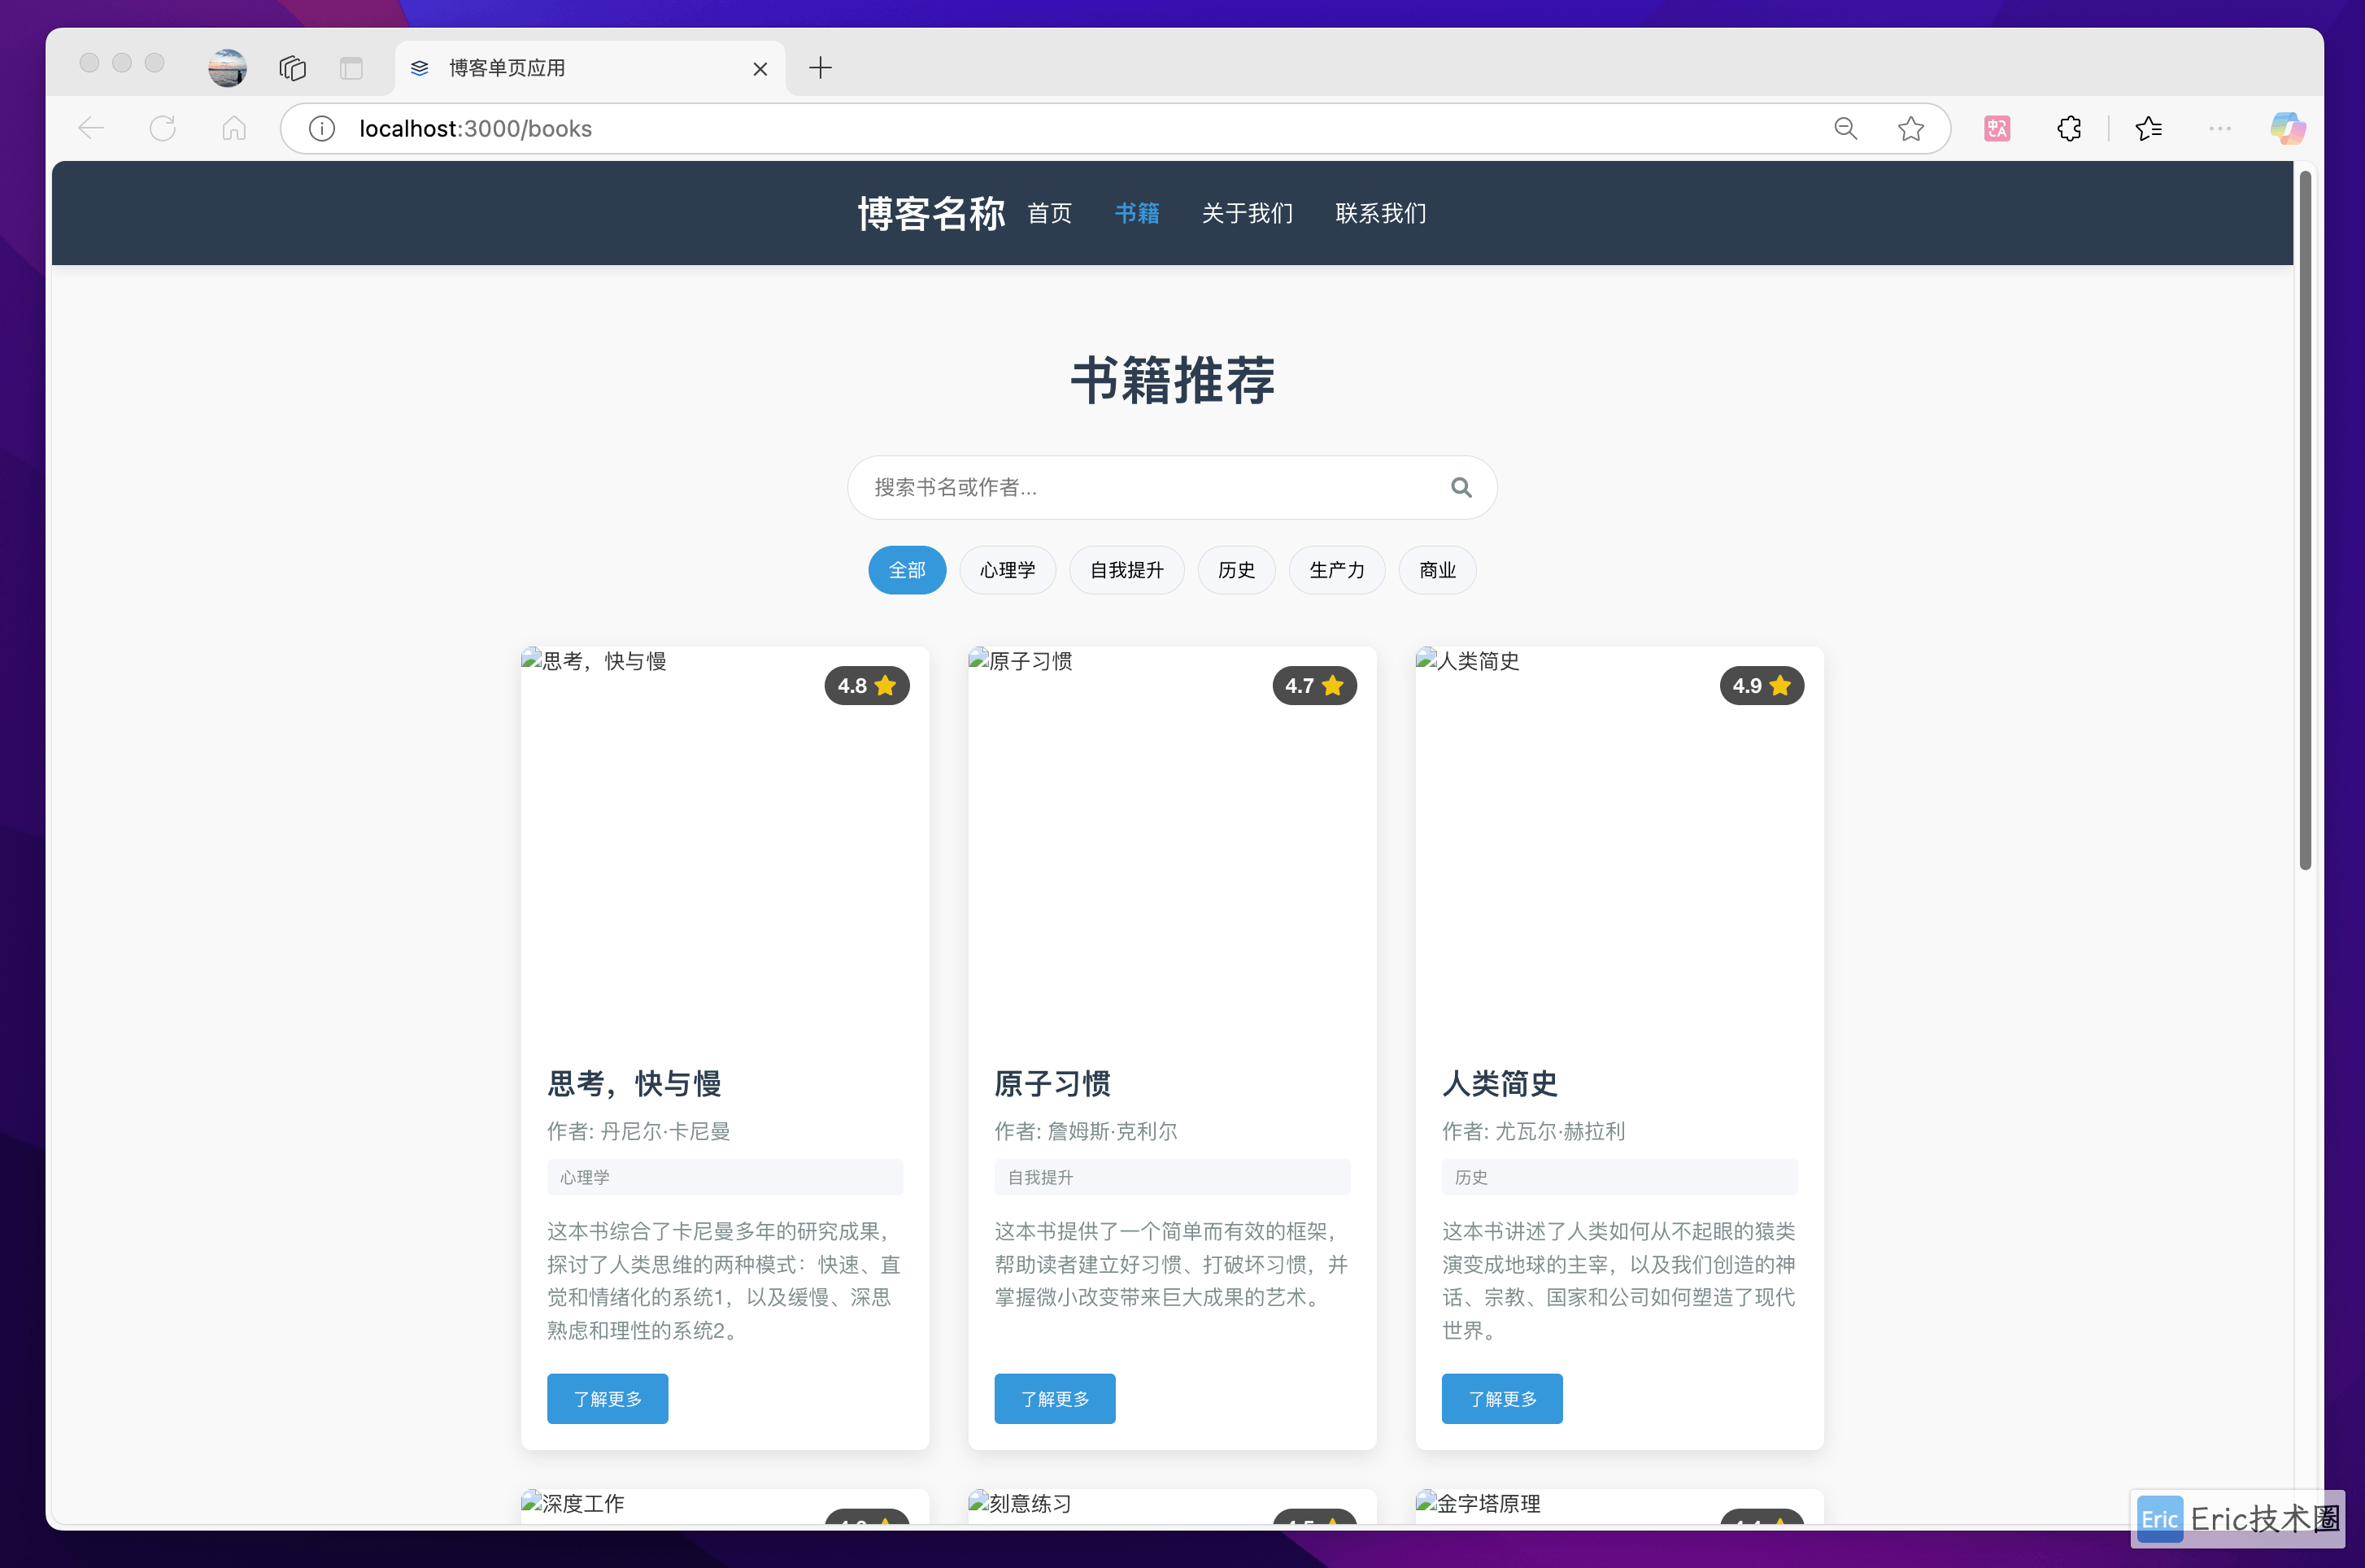 博客单页应用
localhost:3000/books
博客名称 首页 书籍 关于我们 联系我们
书籍推荐
搜索书名或作者...
全部 心理学 自我提升 历史 生产力 商业
思考，快与慢
4.8
原子习惯
4.7
人类简史
4.9
思考，快与慢
作者: 丹尼尔·卡尼曼
心理学
这本书综合了卡尼曼多年的研究成果，
探讨了人类思维的两种模式：快速、直
觉和情绪化的系统1，以及缓慢、深思
熟虑和理性的系统2。
了解更多
原子习惯
作者: 詹姆斯·克利尔
自我提升
这本书提供了一个简单而有效的框架，
帮助读者建立好习惯、打破坏习惯，并
掌握微小改变带来巨大成果的艺术。
了解更多
人类简史
作者: 尤瓦尔·赫拉利
历史
这本书讲述了人类如何从不起眼的猿类
演变成地球的主宰，以及我们创造的神
话、宗教、国家和公司如何塑造了现代
世界。
了解更多
深度工作
刻意练习
金字塔原理
Eric Eric技术圈